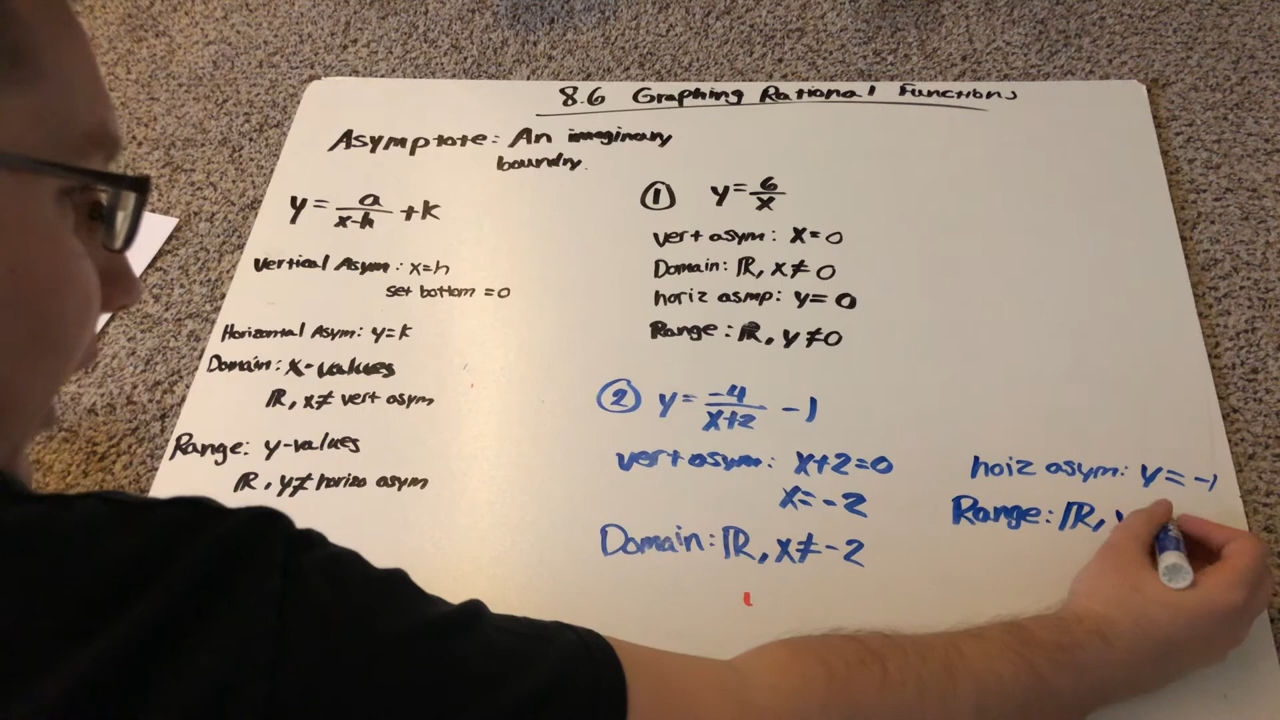 8.6 Graphing Rational Functions
Asymptote: An imaginary
boundry.
y = a/(x-h) + k
Vertical Asym: x=h
set bottom = 0
Horizontal Asym: y=k
Domain: x-values
ℝ, x≠ vert asym
Range: y-values
ℝ, y≠ horizo asym
① y = 6/x
vert asym: x=0
Domain: ℝ, x≠0
horiz asmp: y=0
Range: ℝ, y≠0
② y = -4/(x+2) -1
vert asym: x+2=0
x=-2
Domain: ℝ, x≠-2
hoiz asym: y=-1
Range: ℝ,